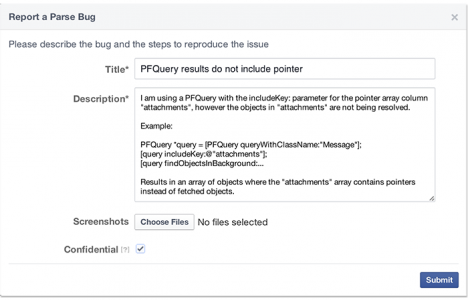 Report a Parse Bug ×
Please describe the bug and the steps to reproduce the issue
Title* PFQuery results do not include pointer
Description* I am using a PFQuery with the includeKey: parameter for the pointer array column
"attachments", however the objects in "attachments" are not being resolved.
Example:
PFQuery *query = [PFQuery queryWithClassName:"Message"];
[query includeKey:@"attachments"];
[query findObjectsInBackground:...
Results in an array of objects where the "attachments" array contains pointers
instead of fetched objects.
Screenshots Choose Files No files selected
Confidential [?]
Submit